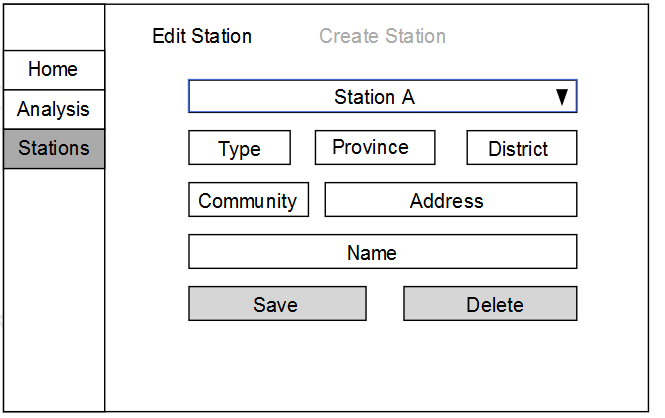 Edit Station Create Station
Home
Analysis
Stations
Station A
Type Province District
Community Address
Name
Save Delete